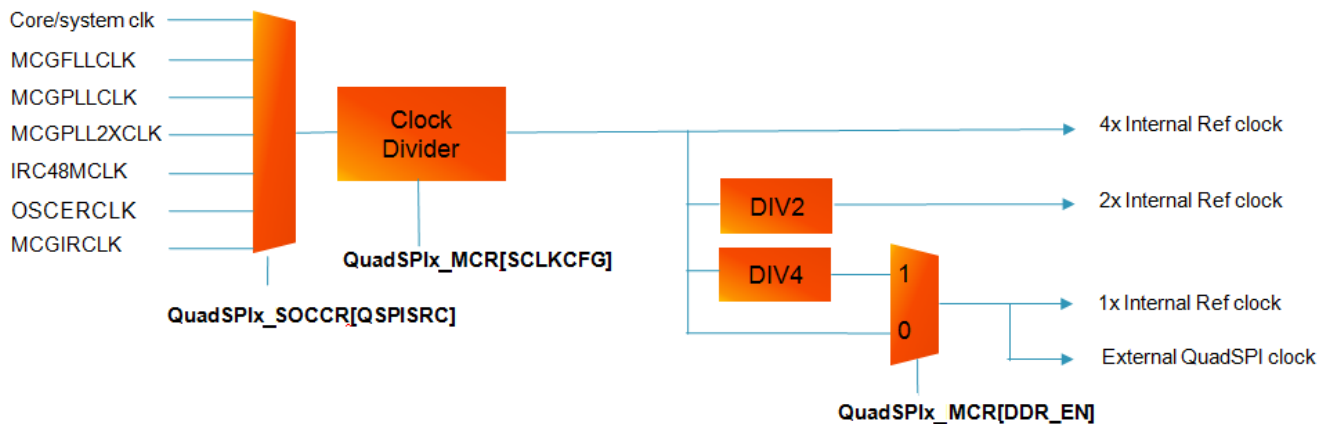 Core/system clk
MCGFLLCLK
MCGPLLCLK
MCGPLL2XCLK
IRC48MCLK
OSCERCLK
MCGIRCLK
QuadSPIx_SOCCR[QSPISRC]
Clock
Divider
QuadSPIx_MCR[SCLKCFG]
DIV2
DIV4
1
0
QuadSPIx_MCR[DDR_EN]
4x Internal Ref clock
2x Internal Ref clock
1x Internal Ref clock
External QuadSPI clock